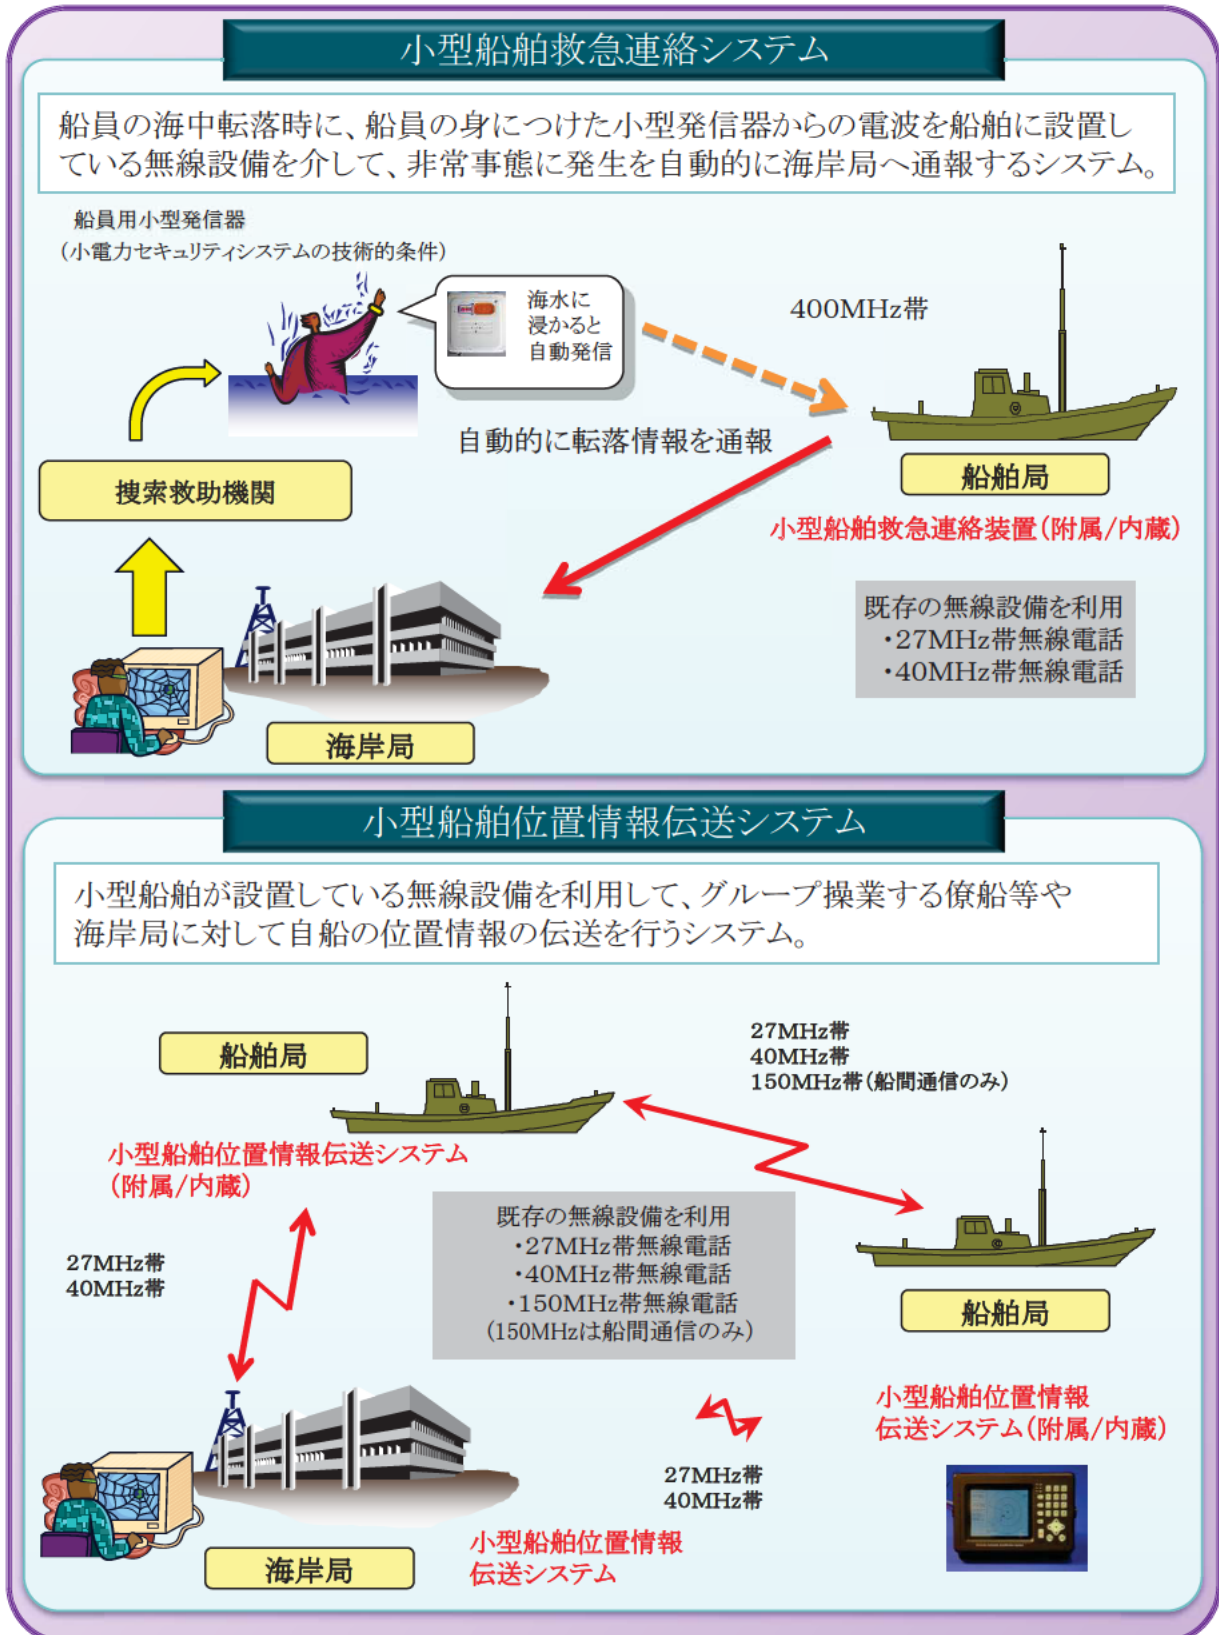 小型船舶救急連絡システム
船員の海中転落時に、船員の身につけた小型発信器からの電波を船舶に設置し
ている無線設備を介して、非常事態に発生を自動的に海岸局へ通報するシステム。
船員用小型発信器
（小電力セキュリティシステムの技術的条件）
海水に
浸かると
自動発信
400MHz帯
自動的に転落情報を通報
捜索救助機関
船舶局
小型船舶救急連絡装置（附属/内蔵）
既存の無線設備を利用
・27MHz帯無線電話
・40MHz帯無線電話
海岸局
小型船舶位置情報伝送システム
小型船舶が設置している無線設備を利用して、グループ操業する僚船等や
海岸局に対して自船の位置情報の伝送を行うシステム。
船舶局
27MHz帯
40MHz帯
150MHz帯（船間通信のみ）
小型船舶位置情報伝送システム
（附属/内蔵）
既存の無線設備を利用
・27MHz帯無線電話
・40MHz帯無線電話
・150MHz帯無線電話
（150MHzは船間通信のみ）
27MHz帯
40MHz帯
船舶局
小型船舶位置情報
伝送システム（附属/内蔵）
27MHz帯
40MHz帯
小型船舶位置情報
伝送システム
海岸局